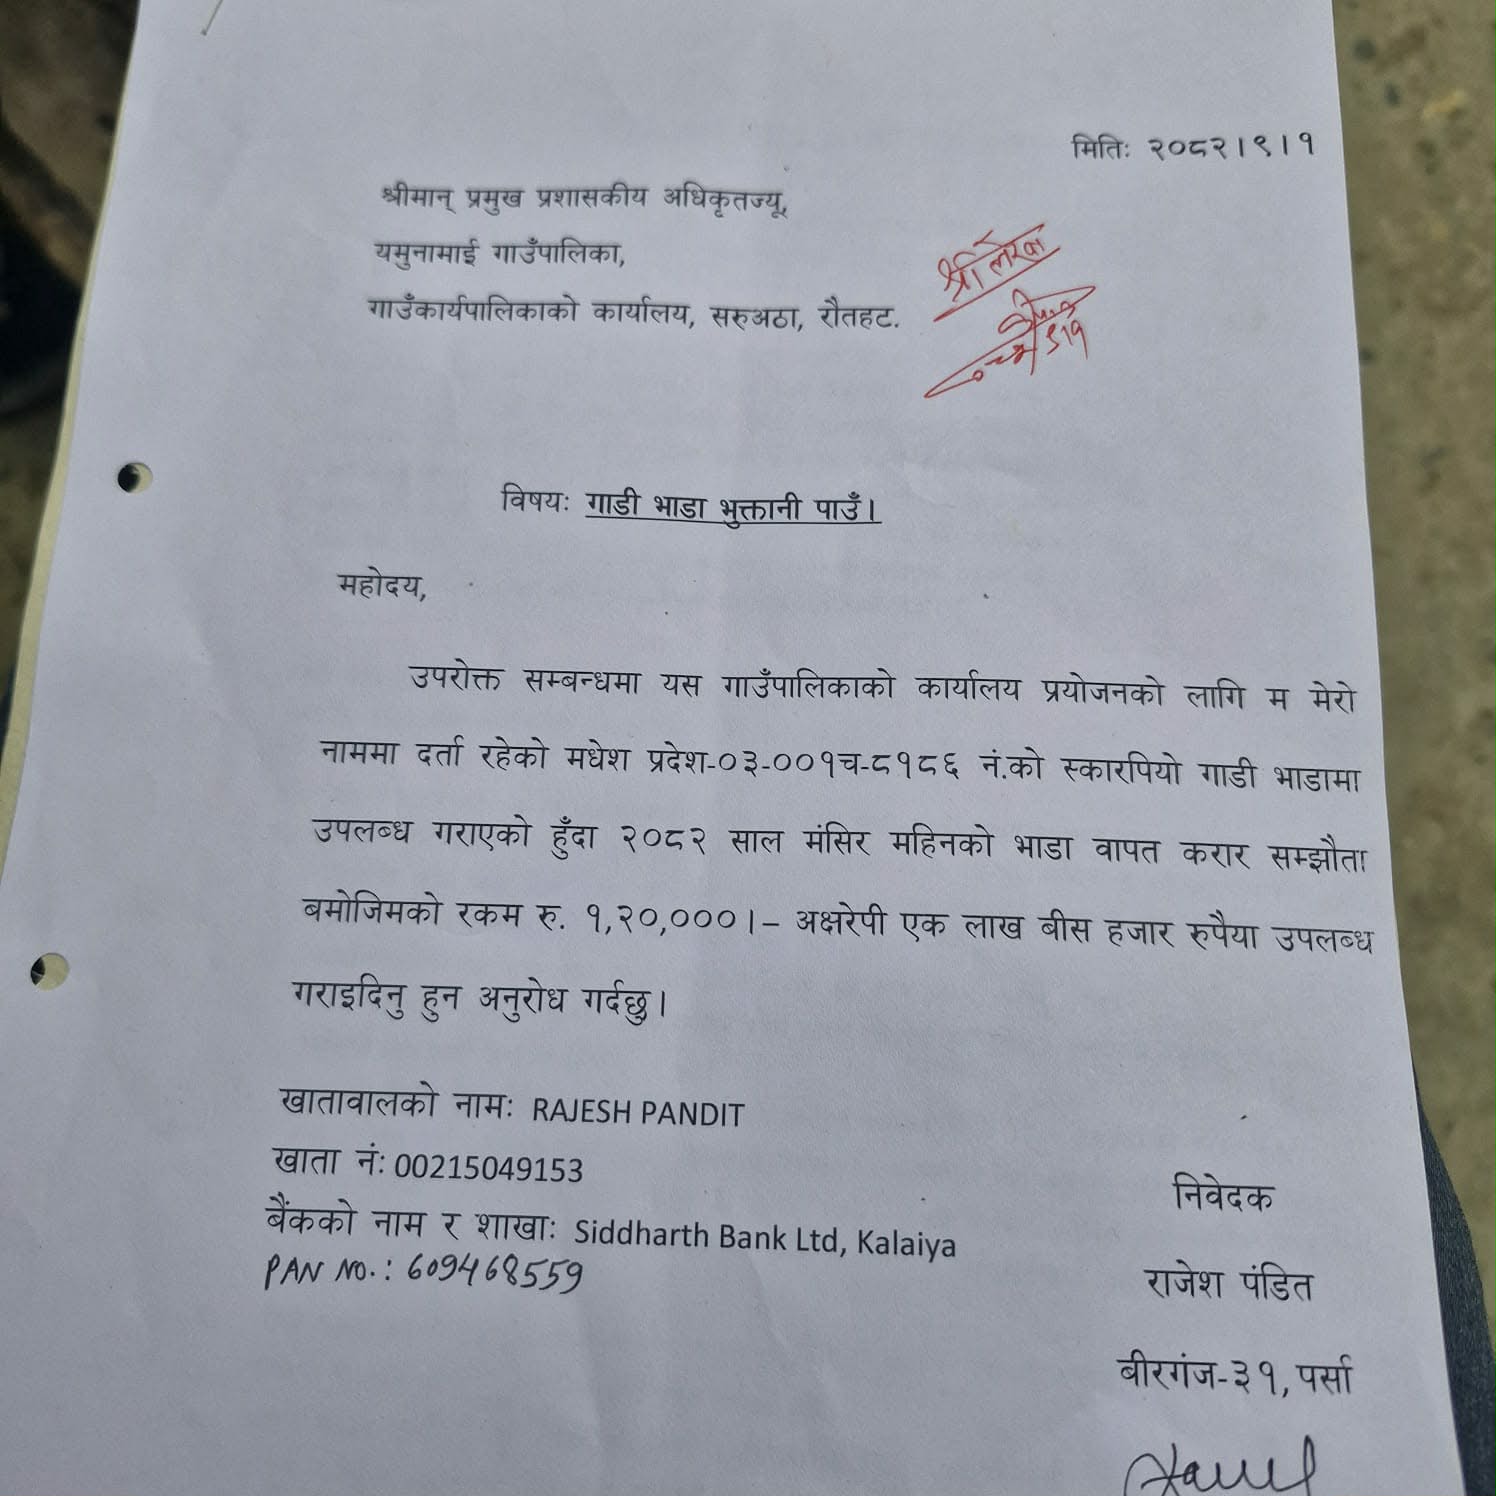 मितिः २०८२।९।१
श्रीमान् प्रमुख प्रशासकीय अधिकृतज्यू,
यमुनामाई गाउँपालिका,
गाउँकार्यपालिकाको कार्यालय, सरुअठा, रौतहट.
श्री लेखा
विषयः गाडी भाडा भुक्तानी पाउँ।
महोदय,
उपरोक्त सम्बन्धमा यस गाउँपालिकाको कार्यालय प्रयोजनको लागि म मेरो
नाममा दर्ता रहेको मधेश प्रदेश-०३-००१च-८१८६ नं.को स्कारपियो गाडी भाडामा
उपलब्ध गराएको हुँदा २०८२ साल मंसिर महिनको भाडा वापत करार सम्झौता
बमोजिमको रकम रु. १,२०,०००।– अक्षरेपी एक लाख बीस हजार रुपैया उपलब्ध
गराइदिनु हुन अनुरोध गर्दछु।
खातावालको नामः RAJESH PANDIT
खाता नंः 00215049153
बैंकको नाम र शाखाः Siddharth Bank Ltd, Kalaiya
PAN NO.: 609468559
निवेदक
राजेश पंडित
बीरगंज-३१, पर्सा